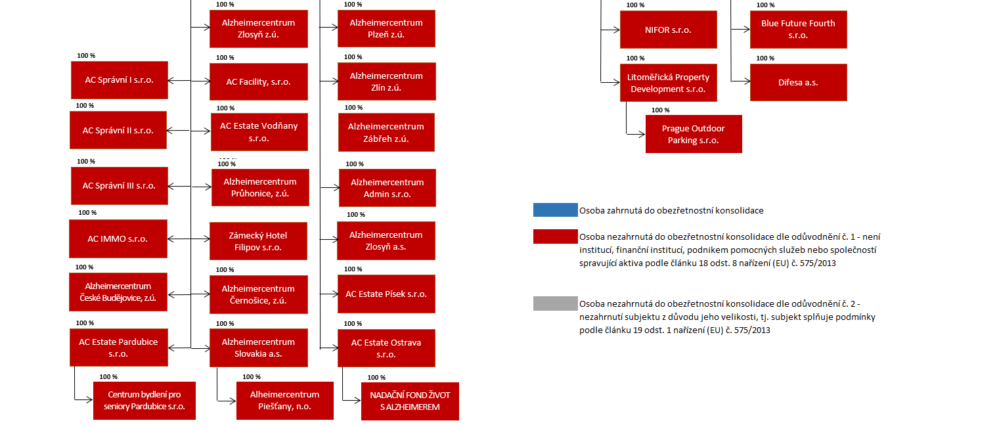 100 %
Alzheimercentrum
Zlosyň z.ú.
100 %
Alzheimercentrum
Plzeň z.ú.
100 %
NIFOR s.r.o.
100 %
Blue Future Fourth
s.r.o.
100 %
AC Správní I s.r.o.
100 %
AC Facility, s.r.o.
100 %
Alzheimercentrum
Zlín z.ú.
100 %
Litoměřická Property
Development s.r.o.
100 %
Difesa a.s.
100 %
AC Správní II s.r.o.
100 %
AC Estate Vodňany
s.r.o.
100 %
Alzheimercentrum
Zábřeh z.ú.
100 %
Prague Outdoor
Parking s.r.o.
100 %
AC Správní III s.r.o.
100 %
Alzheimercentrum
Průhonice, z.ú.
100 %
Alzheimercentrum
Admin s.r.o.
100 %
AC IMMO s.r.o.
Zámecký Hotel
Filipov s.r.o.
100 %
Alzheimercentrum
Zlosyň a.s.
100 %
Alzheimercentrum
České Budějovice, z.ú.
100 %
Alzheimercentrum
Černošice, z.ú.
100 %
AC Estate Písek s.r.o.
100 %
AC Estate Pardubice
s.r.o.
100 %
Alzheimercentrum
Slovakia a.s.
100 %
AC Estate Ostrava
s.r.o.
100 %
Centrum bydlení pro
seniory Pardubice s.r.o.
100 %
Alheimercentrum
Piešťany, n.o.
100 %
NADAČNÍ FOND ŽIVOT
S ALZHEIMEREM
Osoba zahrnutá do obezřetnostní konsolidace
Osoba nezahrnutá do obezřetnostní konsolidace dle odůvodnění č. 1 - není
institucí, finanční institucí, podnikem pomocných služeb nebo společností
spravující aktiva podle článku 18 odst. 8 nařízení (EU) č. 575/2013
Osoba nezahrnutá do obezřetnostní konsolidace dle odůvodnění č. 2 -
nezahrnutí subjektu z důvodu jeho velikosti, tj. subjekt splňuje podmínky
podle článku 19 odst. 1 nařízení (EU) č. 575/2013